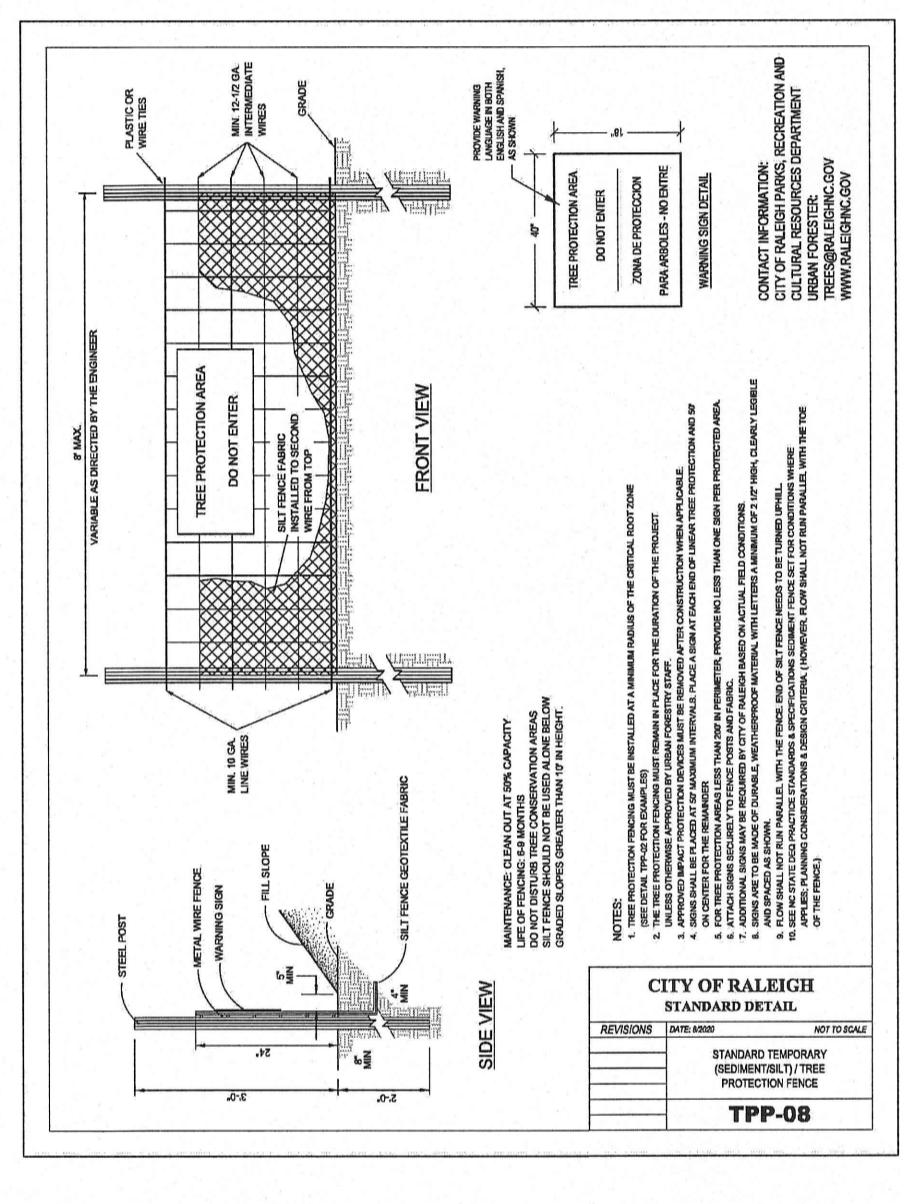 8' MAX.
VARIABLE AS DIRECTED BY THE ENGINEER
PLASTIC OR
WIRE TIES
MIN. 12-1/2 GA.
INTERMEDIATE
WIRES
GRADE
MIN. 10 GA.
LINE WIRES
TREE PROTECTION AREA
DO NOT ENTER
SILT FENCE FABRIC
INSTALLED TO SECOND
WIRE FROM TOP
FRONT VIEW
STEEL POST
METAL WIRE FENCE
WARNING SIGN
FILL SLOPE
GRADE
SILT FENCE GEOTEXTILE FABRIC
3'-0"
24"
2'-0"
8"
MIN
5"
MIN
4"
MIN
SIDE VIEW
PROVIDE WARNING
LANGUAGE IN BOTH
ENGLISH AND SPANISH,
AS SHOWN
40"
18"
TREE PROTECTION AREA
DO NOT ENTER
ZONA DE PROTECCION
PARA ARBOLES - NO ENTRE
WARNING SIGN DETAIL
MAINTENANCE: CLEAN OUT AT 50% CAPACITY
LIFE OF FENCING: 6-9 MONTHS
DO NOT DISTURB TREE CONSERVATION AREAS
SILT FENCE SHOULD NOT BE USED ALONE BELOW
GRADED SLOPES GREATER THAN 10' IN HEIGHT.
NOTES:
1. TREE PROTECTION FENCING MUST BE INSTALLED AT A MINIMUM RADIUS OF THE CRITICAL ROOT ZONE
(SEE DETAIL TPP-02 FOR EXAMPLES)
2. THE TREE PROTECTION FENCING MUST REMAIN IN PLACE FOR THE DURATION OF THE PROJECT
UNLESS OTHERWISE APPROVED BY URBAN FORESTRY STAFF.
3. APPROVED IMPACT PROTECTION DEVICES MUST BE REMOVED AFTER CONSTRUCTION WHEN APPLICABLE.
4. SIGNS SHALL BE PLACED AT 50' MAXIMUM INTERVALS. PLACE A SIGN AT EACH END OF LINEAR TREE PROTECTION AND 50'
ON CENTER FOR THE REMAINDER
5. FOR TREE PROTECTION AREAS LESS THAN 200' IN PERIMETER, PROVIDE NO LESS THAN ONE SIGN PER PROTECTED AREA.
6. ATTACH SIGNS SECURELY TO FENCE POSTS AND FABRIC.
7. ADDITIONAL SIGNS MAY BE REQUIRED BY CITY OF RALEIGH BASED ON ACTUAL FIELD CONDITIONS.
8. SIGNS ARE TO BE MADE OF DURABLE, WEATHERPROOF MATERIAL WITH LETTERS A MINIMUM OF 2 1/2" HIGH, CLEARLY LEGIBLE
AND SPACED AS SHOWN.
9. FLOW SHALL NOT RUN PARALLEL WITH THE FENCE. END OF SILT FENCE NEEDS TO BE TURNED UPHILL.
10. SEE NC STATE DEQ PRACTICE STANDARDS & SPECIFICATIONS SEDIMENT FENCE SET FOR CONDITIONS WHERE
APPLIES; PLANNING CONSIDERATIONS & DESIGN CRITERIA. ( HOWEVER, FLOW SHALL NOT RUN PARALLEL WITH THE TOE
OF THE FENCE.)
CONTACT INFORMATION:
CITY OF RALEIGH PARKS, RECREATION AND
CULTURAL RESOURCES DEPARTMENT
URBAN FORESTER:
TREES@RALEIGHNC.GOV
WWW.RALEIGHNC.GOV
CITY OF RALEIGH
STANDARD DETAIL
REVISIONS DATE: 8/2020 NOT TO SCALE
STANDARD TEMPORARY
(SEDIMENT/SILT) / TREE
PROTECTION FENCE
TPP-08